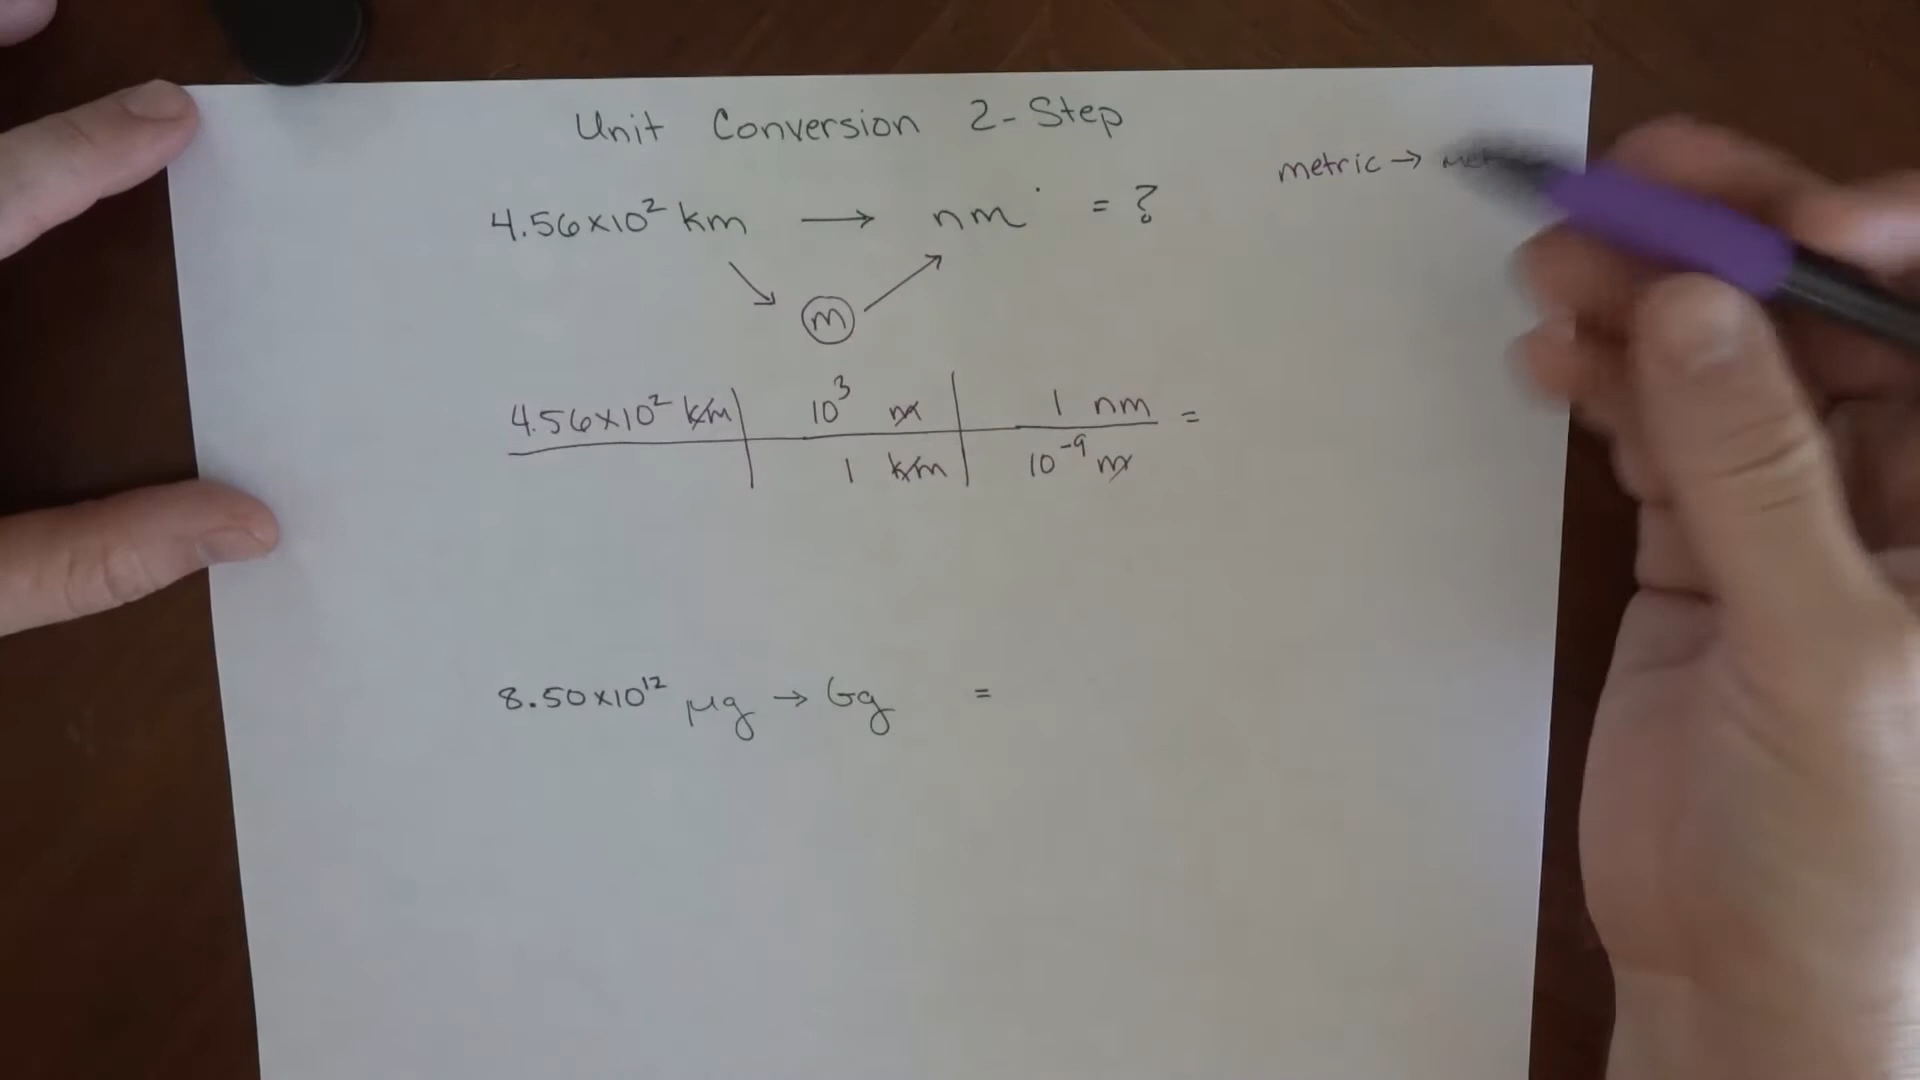 Unit Conversion 2-Step
metric →
4.56×10² km → nm = ?
m
4.56×10² km | 10³ m | 1 nm =
1 km | 10⁻⁹ m
8.50×10¹² µg → Gg =